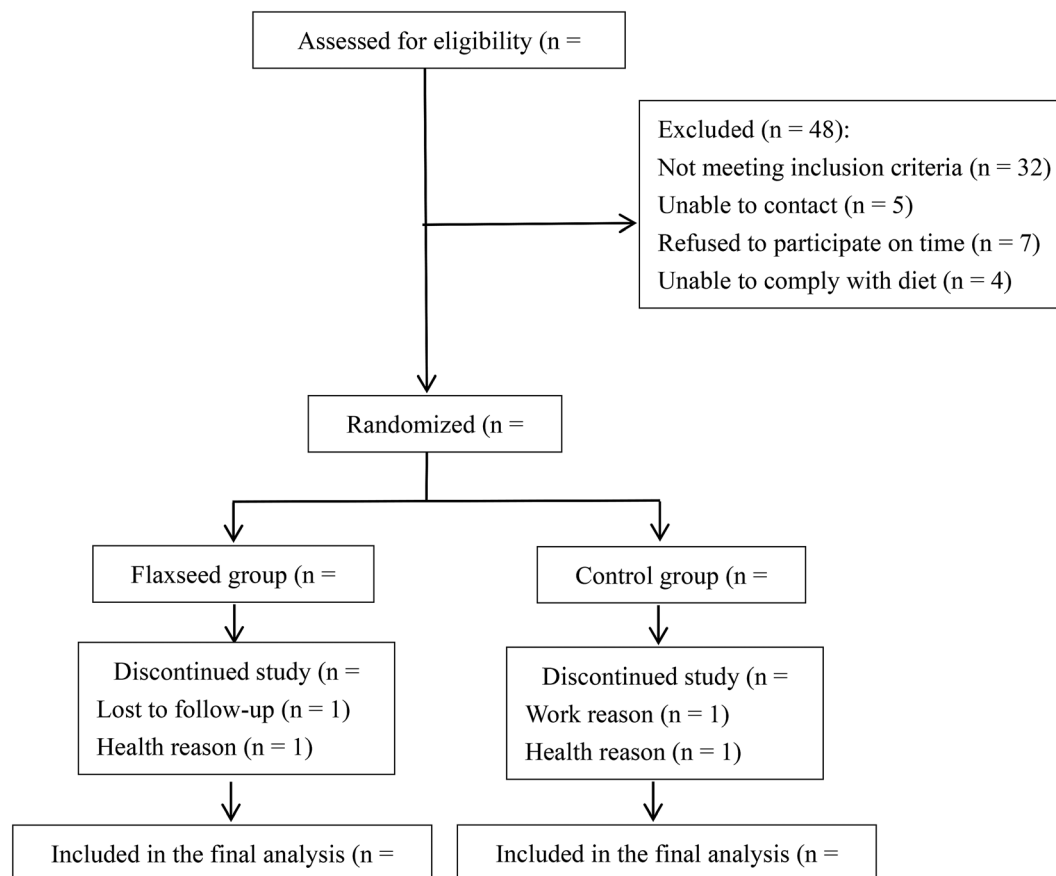 Assessed for eligibility (n =
Excluded (n = 48):
Not meeting inclusion criteria (n = 32)
Unable to contact (n = 5)
Refused to participate on time (n = 7)
Unable to comply with diet (n = 4)
Randomized (n =
Flaxseed group (n =
Control group (n =
Discontinued study (n =
Lost to follow-up (n = 1)
Health reason (n = 1)
Discontinued study (n =
Work reason (n = 1)
Health reason (n = 1)
Included in the final analysis (n =
Included in the final analysis (n =